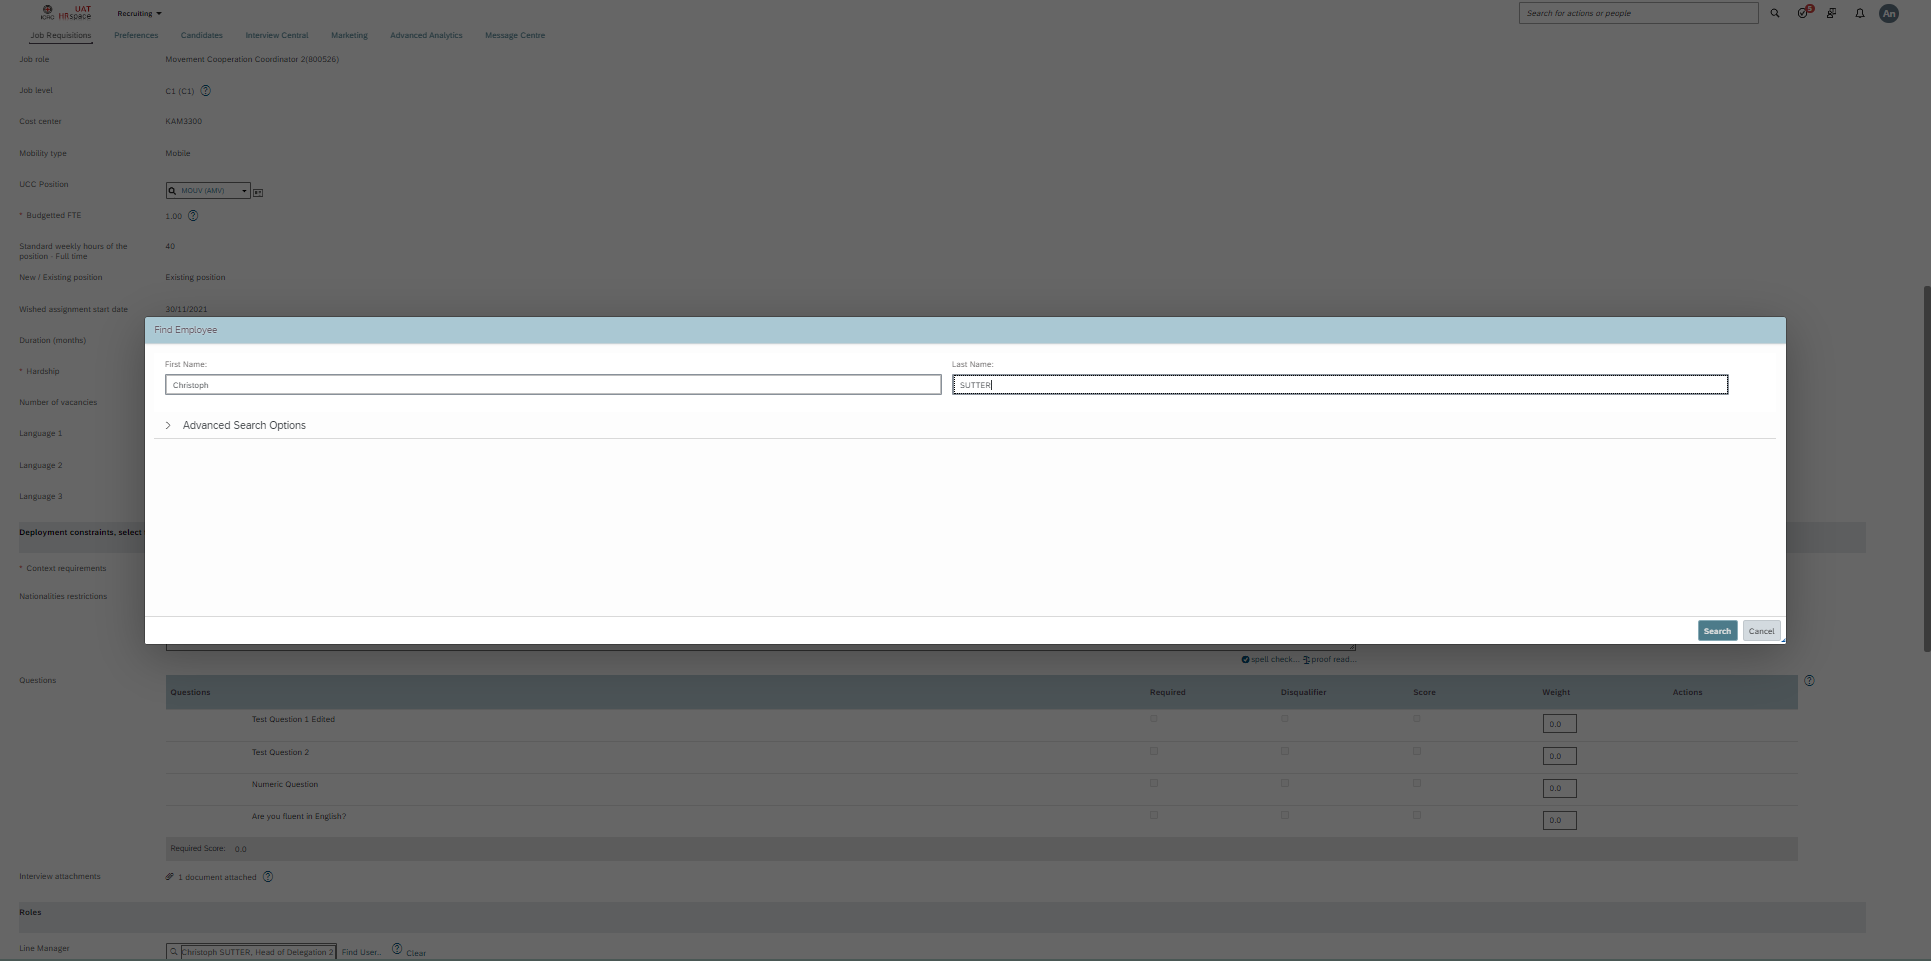 UAT
ICRC HRspace
Recruiting
Search for actions or people
5
An
Job Requisitions Preferences Candidates Interview Central Marketing Advanced Analytics Message Centre
Job role Movement Cooperation Coordinator 2(800526)
Job level C1 (C1) ?
Cost center KAM3300
Mobility type Mobile
UCC Position MOUV (AMV)
* Budgetted FTE 1.00 ?
Standard weekly hours of the 40
position - Full time
New / Existing position Existing position
Wished assignment start date 30/11/2021
Find Employee
Duration (months)
First Name: Last Name:
* Hardship
Christoph SUTTER
Number of vacancies
Advanced Search Options
Language 1
Language 2
Language 3
Deployment constraints, select
* Context requirements
Nationalities restrictions
Search Cancel
spell check... proof read...
Questions
Questions Required Disqualifier Score Weight Actions ?
Test Question 1 Edited 0.0
Test Question 2 0.0
Numeric Question 0.0
Are you fluent in English? 0.0
Required Score: 0.0
Interview attachments 1 document attached ?
Roles
Line Manager Christoph SUTTER, Head of Delegation 2 Find User... ? Clear